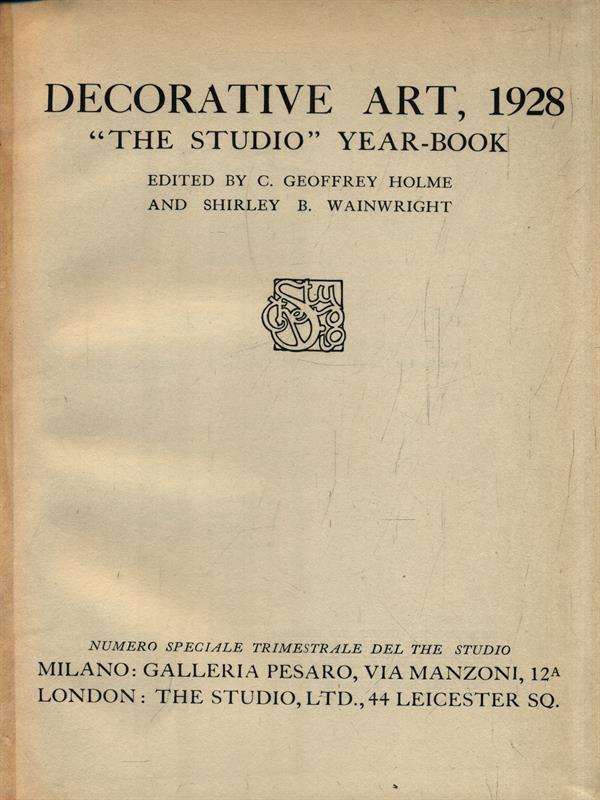 DECORATIVE ART, 1928
“THE STUDIO” YEAR-BOOK
EDITED BY C. GEOFFREY HOLME
AND SHIRLEY B. WAINWRIGHT
NUMERO SPECIALE TRIMESTRALE DEL THE STUDIO
MILANO: GALLERIA PESARO, VIA MANZONI, 12A
LONDON: THE STUDIO, LTD., 44 LEICESTER SQ.